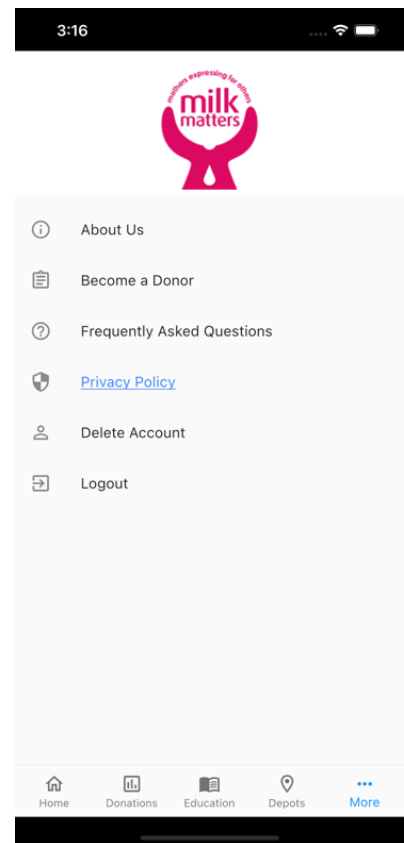 3:16
mothers expressing for others
milk
matters
About Us
Become a Donor
Frequently Asked Questions
Privacy Policy
Delete Account
Logout
Home
Donations
Education
Depots
More